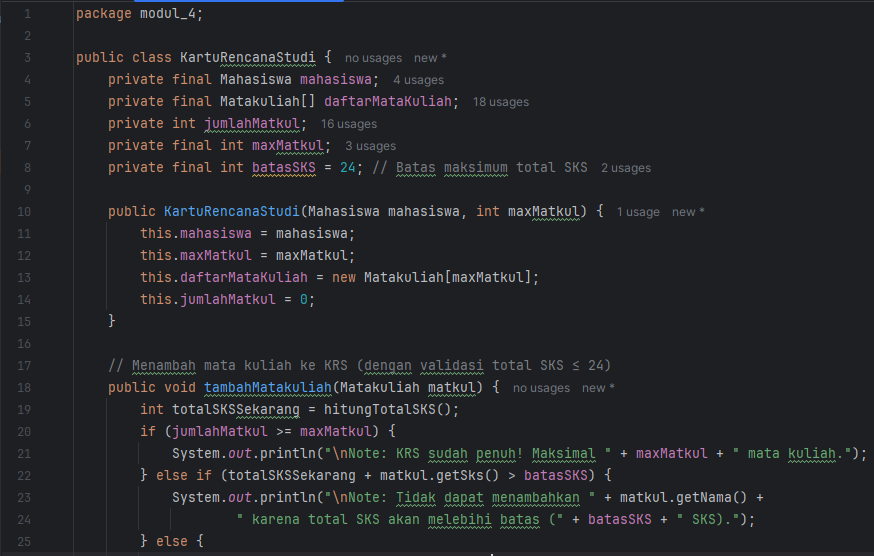 1 package modul_4;
2
3 public class KartuRencanaStudi { no usages new *
4 private final Mahasiswa mahasiswa; 4 usages
5 private final Matakuliah[] daftarMataKuliah; 18 usages
6 private int jumlahMatkul; 16 usages
7 private final int maxMatkul; 3 usages
8 private final int batasSKS = 24; // Batas maksimum total SKS 2 usages
9
10 public KartuRencanaStudi(Mahasiswa mahasiswa, int maxMatkul) { 1 usage new *
11 this.mahasiswa = mahasiswa;
12 this.maxMatkul = maxMatkul;
13 this.daftarMataKuliah = new Matakuliah[maxMatkul];
14 this.jumlahMatkul = 0;
15 }
16
17 // Menambah mata kuliah ke KRS (dengan validasi total SKS ≤ 24)
18 public void tambahMatakuliah(Matakuliah matkul) { no usages new *
19 int totalSKSSekarang = hitungTotalSKS();
20 if (jumlahMatkul >= maxMatkul) {
21 System.out.println("\nNote: KRS sudah penuh! Maksimal " + maxMatkul + " mata kuliah.");
22 } else if (totalSKSSekarang + matkul.getSks() > batasSKS) {
23 System.out.println("\nNote: Tidak dapat menambahkan " + matkul.getNama() +
24 " karena total SKS akan melebihi batas (" + batasSKS + " SKS).");
25 } else {